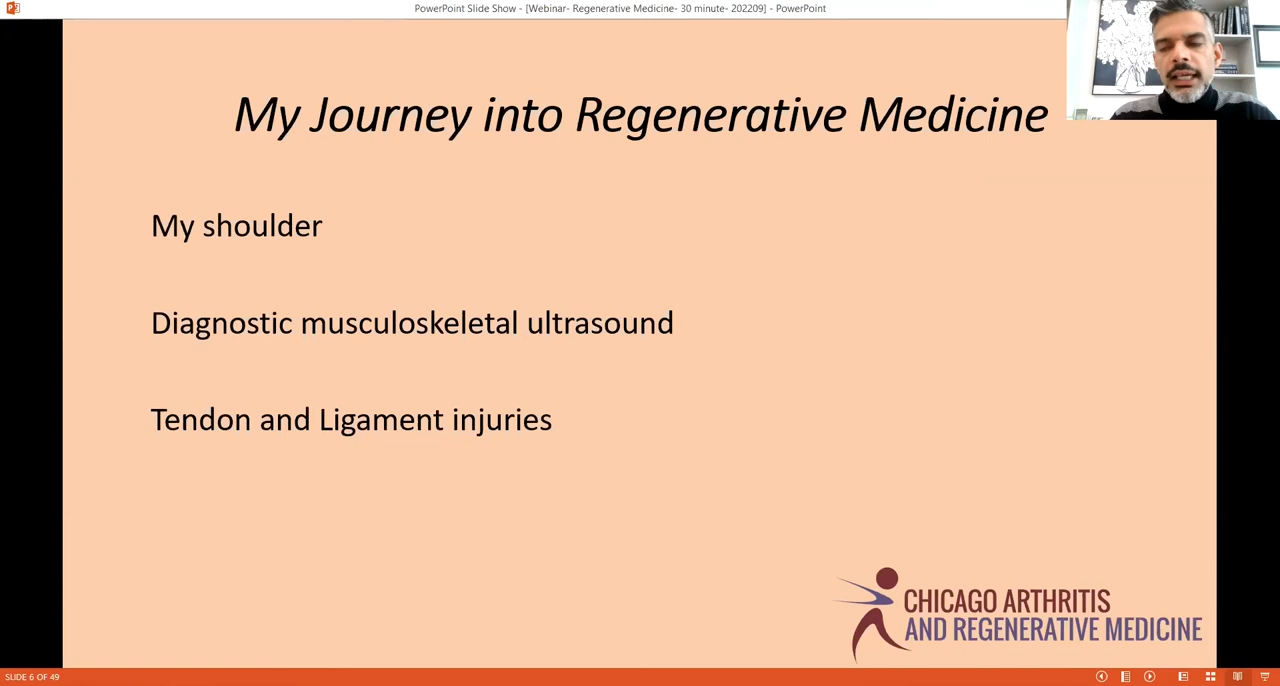 PowerPoint Slide Show - [Webinar- Regenerative Medicine- 30 minute- 202209] - PowerPoint
My Journey into Regenerative Medicine
My shoulder
Diagnostic musculoskeletal ultrasound
Tendon and Ligament injuries
CHICAGO ARTHRITIS
AND REGENERATIVE MEDICINE
SLIDE 6 OF 49